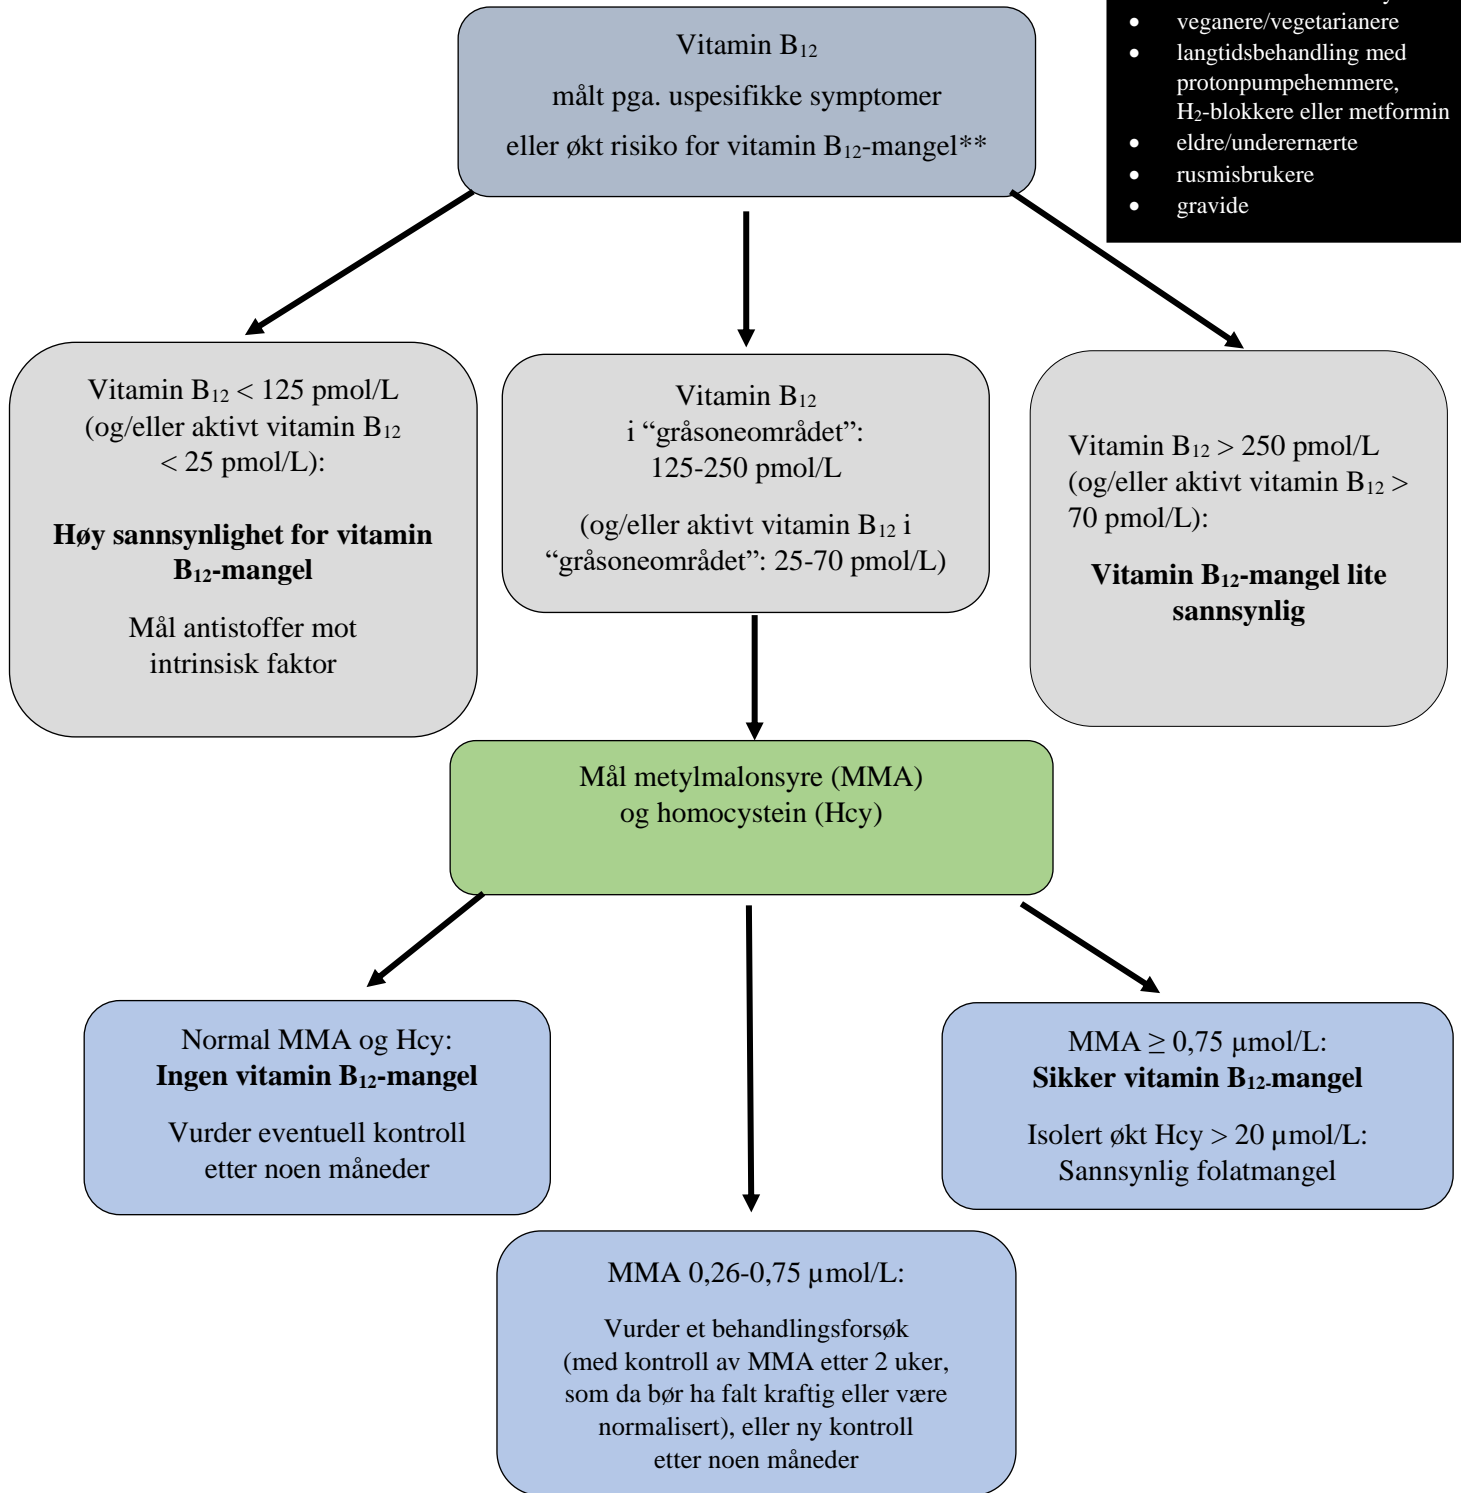 Vitamin B₁₂
målt pga. uspesifikke symptomer
eller økt risiko for vitamin B₁₂-mangel**
• veganere/vegetarianere
• langtidsbehandling med
protonpumpehemmere,
H₂-blokkere eller metformin
• eldre/underernærte
• rusmisbrukere
• gravide
Vitamin B₁₂ < 125 pmol/L
(og/eller aktivt vitamin B₁₂
< 25 pmol/L):
Høy sannsynlighet for vitamin
B₁₂-mangel
Mål antistoffer mot
intrinsisk faktor
Vitamin B₁₂
i “gråsoneområdet”:
125-250 pmol/L
(og/eller aktivt vitamin B₁₂ i
“gråsoneområdet”: 25-70 pmol/L)
Vitamin B₁₂ > 250 pmol/L
(og/eller aktivt vitamin B₁₂ >
70 pmol/L):
Vitamin B₁₂-mangel lite
sannsynlig
Mål metylmalonsyre (MMA)
og homocystein (Hcy)
Normal MMA og Hcy:
Ingen vitamin B₁₂-mangel
Vurder eventuell kontroll
etter noen måneder
MMA ≥ 0,75 µmol/L:
Sikker vitamin B₁₂-mangel
Isolert økt Hcy > 20 µmol/L:
Sannsynlig folatmangel
MMA 0,26-0,75 µmol/L:
Vurder et behandlingsforsøk
(med kontroll av MMA etter 2 uker,
som da bør ha falt kraftig eller være
normalisert), eller ny kontroll
etter noen måneder